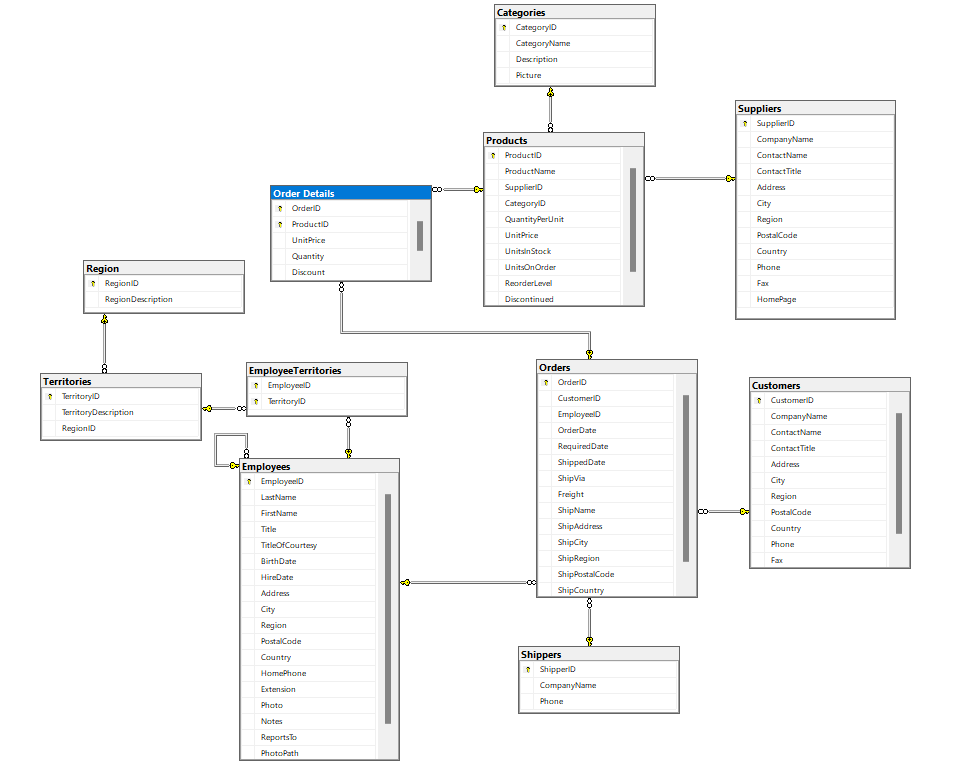 Categories
CategoryID
CategoryName
Description
Picture
Suppliers
SupplierID
CompanyName
ContactName
ContactTitle
Address
City
Region
PostalCode
Country
Phone
Fax
HomePage
Products
ProductID
ProductName
SupplierID
CategoryID
QuantityPerUnit
UnitPrice
UnitsInStock
UnitsOnOrder
ReorderLevel
Discontinued
Order Details
OrderID
ProductID
UnitPrice
Quantity
Discount
Region
RegionID
RegionDescription
Territories
TerritoryID
TerritoryDescription
RegionID
EmployeeTerritories
EmployeeID
TerritoryID
Orders
OrderID
CustomerID
EmployeeID
OrderDate
RequiredDate
ShippedDate
ShipVia
Freight
ShipName
ShipAddress
ShipCity
ShipRegion
ShipPostalCode
ShipCountry
Customers
CustomerID
CompanyName
ContactName
ContactTitle
Address
City
Region
PostalCode
Country
Phone
Fax
Employees
EmployeeID
LastName
FirstName
Title
TitleOfCourtesy
BirthDate
HireDate
Address
City
Region
PostalCode
Country
HomePhone
Extension
Photo
Notes
ReportsTo
PhotoPath
Shippers
ShipperID
CompanyName
Phone